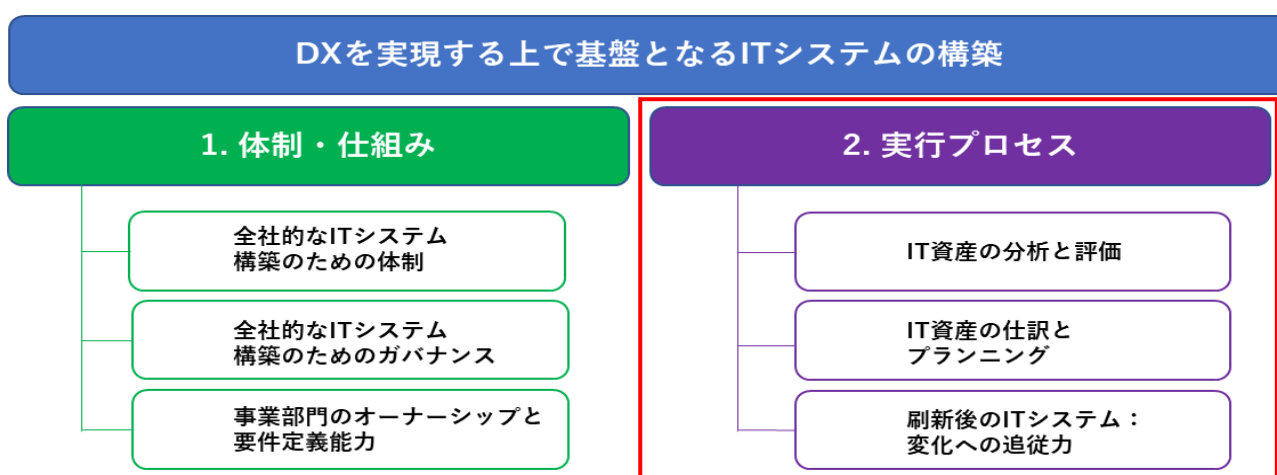 DXを実現する上で基盤となるITシステムの構築
1. 体制・仕組み
全社的なITシステム
構築のための体制
全社的なITシステム
構築のためのガバナンス
事業部門のオーナーシップと
要件定義能力
2. 実行プロセス
IT資産の分析と評価
IT資産の仕訳と
プランニング
刷新後のITシステム：
変化への追従力